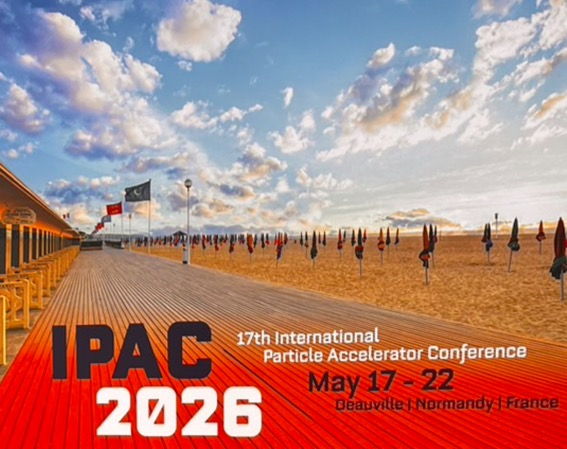 IPAC
2026
17th International
Particle Accelerator Conference
May 17 - 22
Deauville | Normandy | France